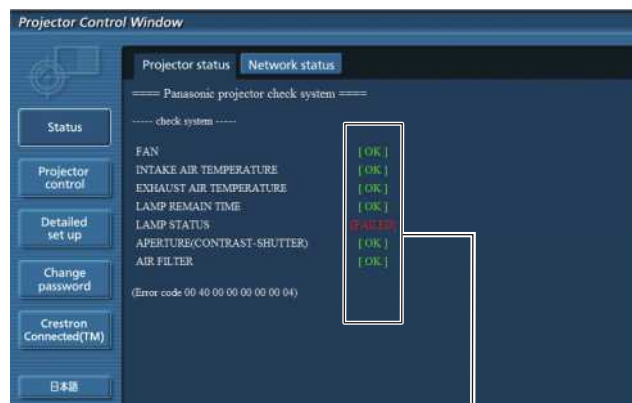 Projector Control Window
Projector status
Network status
==== Panasonic projector check system ====
Status
----- check system -----
FAN [ OK ]
INTAKE AIR TEMPERATURE [ OK ]
EXHAUST AIR TEMPERATURE [ OK ]
LAMP REMAIN TIME [ OK ]
LAMP STATUS [FAILED]
APERTURE(CONTRAST-SHUTTER) [ OK ]
AIR FILTER [ OK ]
(Error code 00 40 00 00 00 00 00 04)
Projector
control
Detailed
set up
Change
password
Crestron
Connected(TM)
日本語